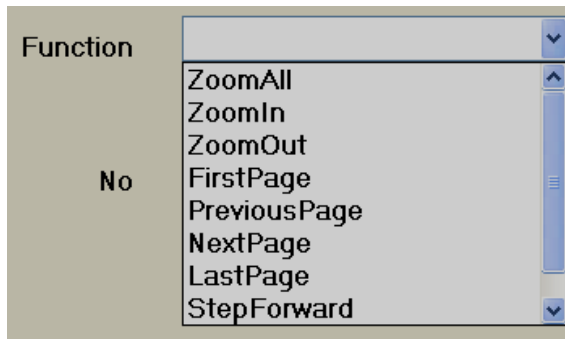 Function
ZoomAll
ZoomIn
ZoomOut
No
FirstPage
PreviousPage
NextPage
LastPage
StepForward